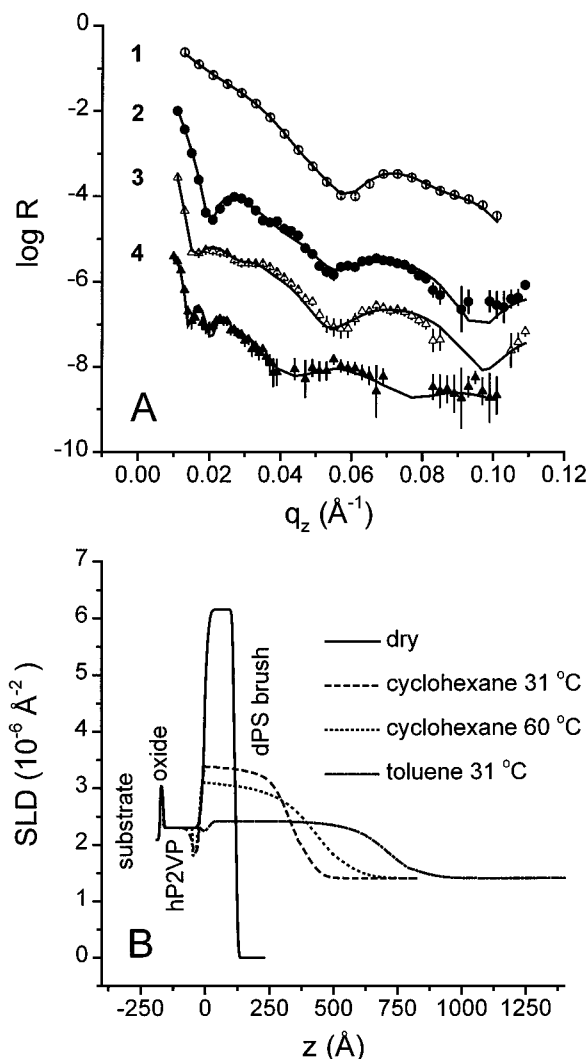 0
1
-2
2
-4
3
log R
-6
4
-8
A
-10
0.00 0.02 0.04 0.06 0.08 0.10 0.12
q_z (Å⁻¹)
7
6
dry
5
dPS brush
cyclohexane 31 °C
4
cyclohexane 60 °C
SLD (10⁻⁶ Å⁻²)
oxide
toluene 31 °C
3
substrate
2
hP2VP
1
0
B
-250 0 250 500 750 1000 1250
z (Å)